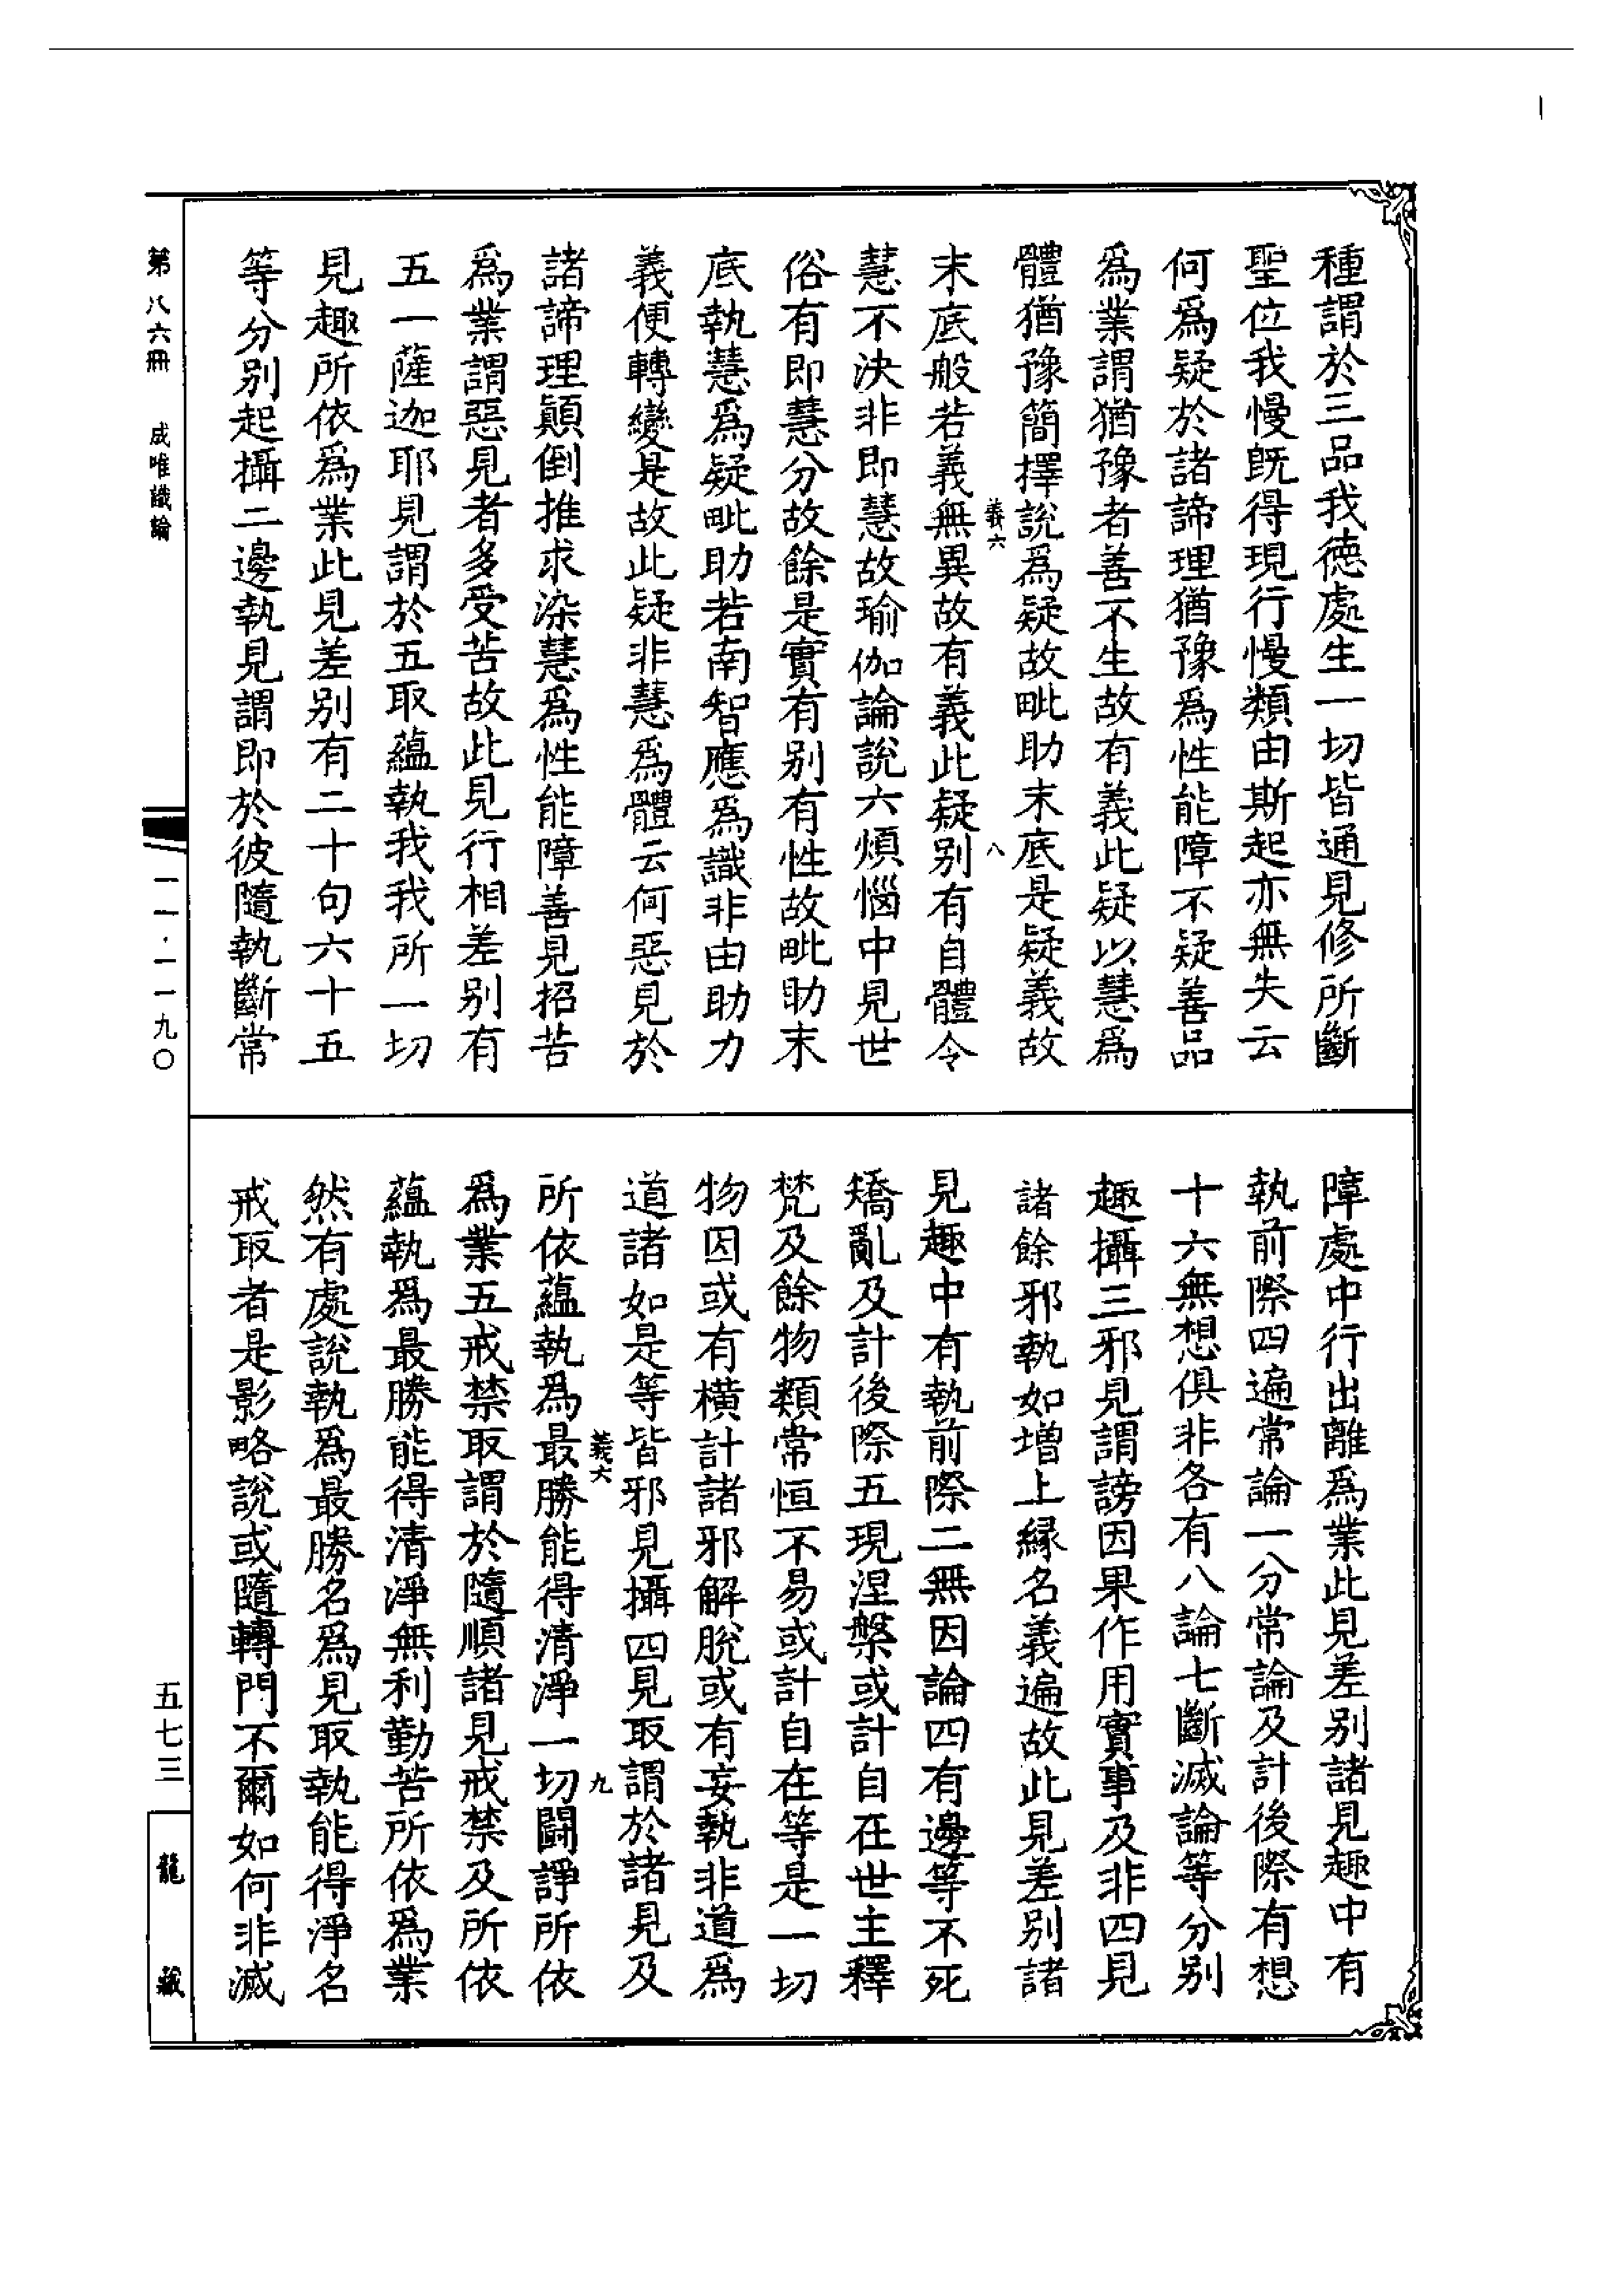 種謂於三品我徳處生一切皆通見修所斷
聖位我慢既得現行慢類由斯起亦無失云
何爲疑於諸諦理猶豫爲性能障不疑善品
爲業謂猶豫者善不生故有義此疑以慧爲
體猶豫簡擇説爲疑故毗助末底是疑義故
末底般若義無異故有義此疑别有自體令
義六
八
慧不決非即慧故瑜伽論説六煩惱中見世
俗有即慧分故餘是實有别有性故毗助末
底執慧爲疑毗助若南智應爲識非由助力
義便轉變是故此疑非慧爲體云何惡見於
諸諦理顛倒推求染慧爲性能障善見招苦
爲業謂惡見者多受苦故此見行相差别有
五一薩迦耶見謂於五取蘊執我我所一切
見趣所依爲業此見差别有二十句六十五
等分别起攝二邊執見謂即於彼隨執斷常
障處中行出離爲業此見差别諸見趣中有
執前際四遍常論一分常論及計後際有想
十六無想俱非各有八論七斷滅論等分别
趣攝三邪見謂謗因果作用實事及非四見
諸餘邪執如增上縁名義遍故此見差别諸
見趣中有執前際二無因論四有邊等不死
矯亂及計後際五現涅槃或計自在世主釋
梵及餘物類常恒不易或計自在等是一切
物因或有橫計諸邪解脱或有妄執非道爲
道諸如是等皆邪見攝四見取謂於諸見及
義六
九
所依蘊執爲最勝能得清淨一切鬪諍所依
爲業五戒禁取謂於隨順諸見戒禁及所依
蘊執爲最勝能得清淨無利勤苦所依爲業
然有處説執爲最勝名爲見取執能得淨名
戒取者是影略説或隨轉門不爾如何非滅
第八六冊　成唯識論
一一·一一九〇
五七三
龍藏